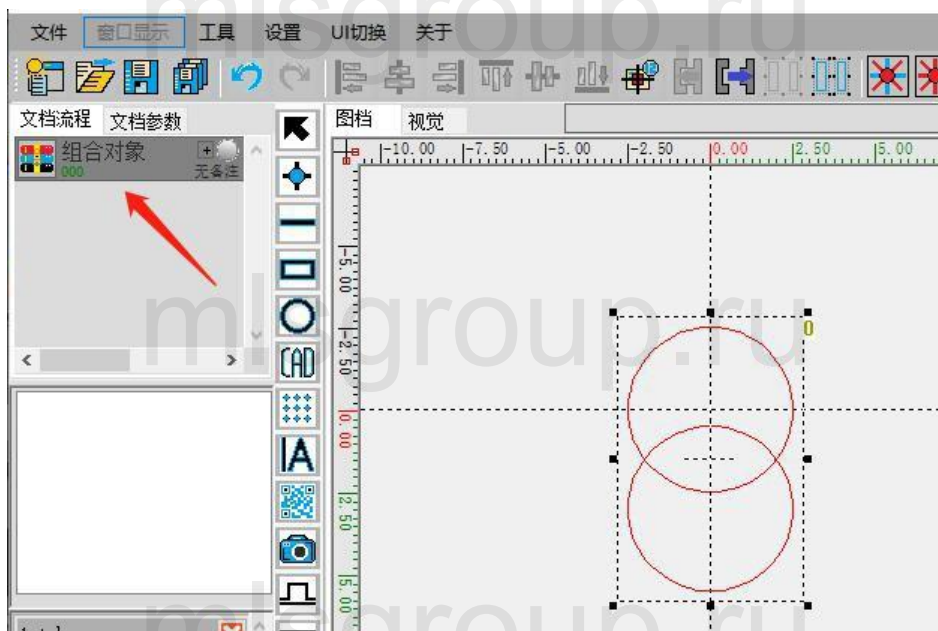 mlsgroup.ru
文件 窗口显示 工具 设置 UI切换 关于
文档流程 文档参数
图档 视觉
组合对象
000
无备注
-10.00 -7.50 -5.00 -2.50 0.00 2.50 5.00
-5.00
-2.50
0.00
2.50
5.00
0
CAD
A
mlsgroup.ru
mlsgroup.ru